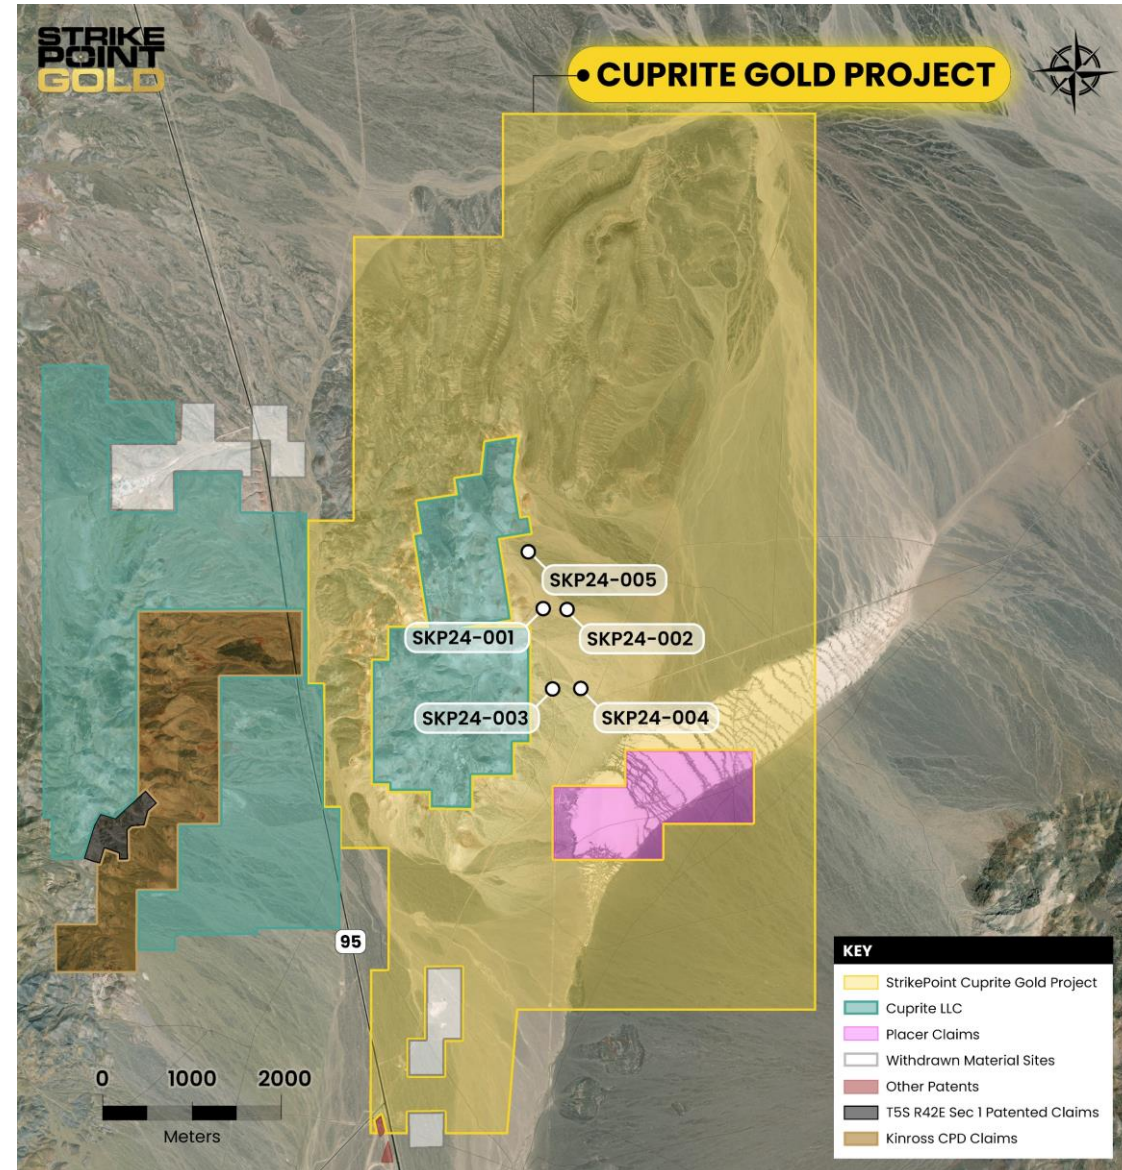 STRIKE
POINT
GOLD
CUPRITE GOLD PROJECT
SKP24-005
SKP24-001
SKP24-002
SKP24-003
SKP24-004
95
0 1000 2000
Meters
KEY
StrikePoint Cuprite Gold Project
Cuprite LLC
Placer Claims
Withdrawn Material Sites
Other Patents
T5S R42E Sec 1 Patented Claims
Kinross CPD Claims